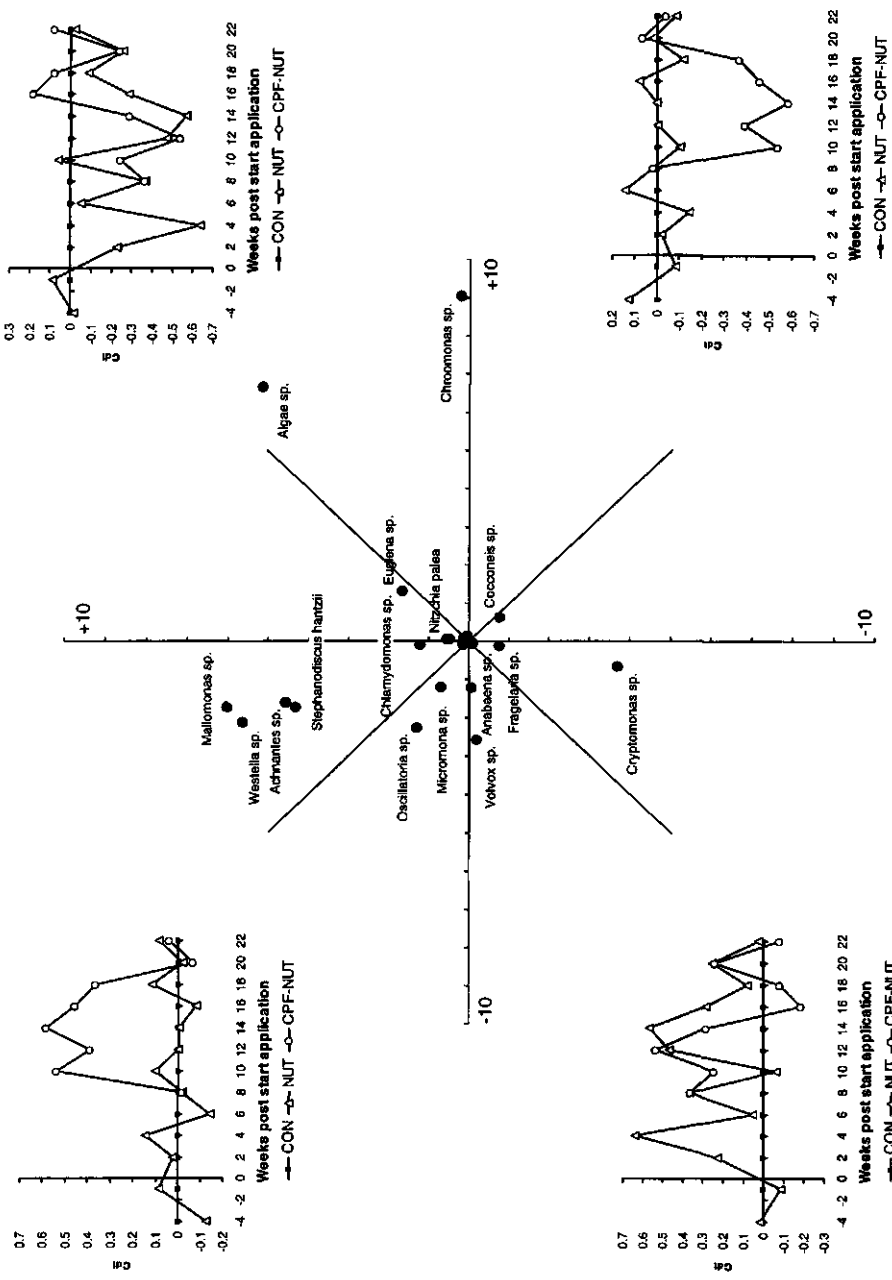 0.7
0.6
0.5
0.4
0.3
0.2
0.1
0
-0.1
-0.2
Cdt
-4 -2 0 2 4 6 8 10 12 14 16 18 20 22
Weeks post start application
CON NUT CPF-NUT
0.3
0.2
0.1
0
-0.1
-0.2
-0.3
-0.4
-0.5
-0.6
-0.7
Cdt
-4 -2 0 2 4 6 8 10 12 14 16 18 20 22
Weeks post start application
CON NUT CPF-NUT
+10
Mallomonas sp.
Westella sp.
Achnantes sp.
Stephanodiscus hantzii
Algae sp.
Chlamydomonas sp.
Euglena sp.
Oscillatoria sp.
Nitzchia palea
Micromona sp.
Chroomonas sp.
-10
+10
Volvox sp.
Anabaena sp.
Fragelaria sp.
Cocconeis sp.
Cryptomonas sp.
-10
0.7
0.6
0.5
0.4
0.3
0.2
0.1
0
-0.1
-0.2
-0.3
Cdt
-4 -2 0 2 4 6 8 10 12 14 16 18 20 22
Weeks post start application
CON NUT CPF-NUT
0.2
0.1
0
-0.1
-0.2
-0.3
-0.4
-0.5
-0.6
-0.7
Cdt
-4 -2 0 2 4 6 8 10 12 14 16 18 20 22
Weeks post start application
CON NUT CPF-NUT